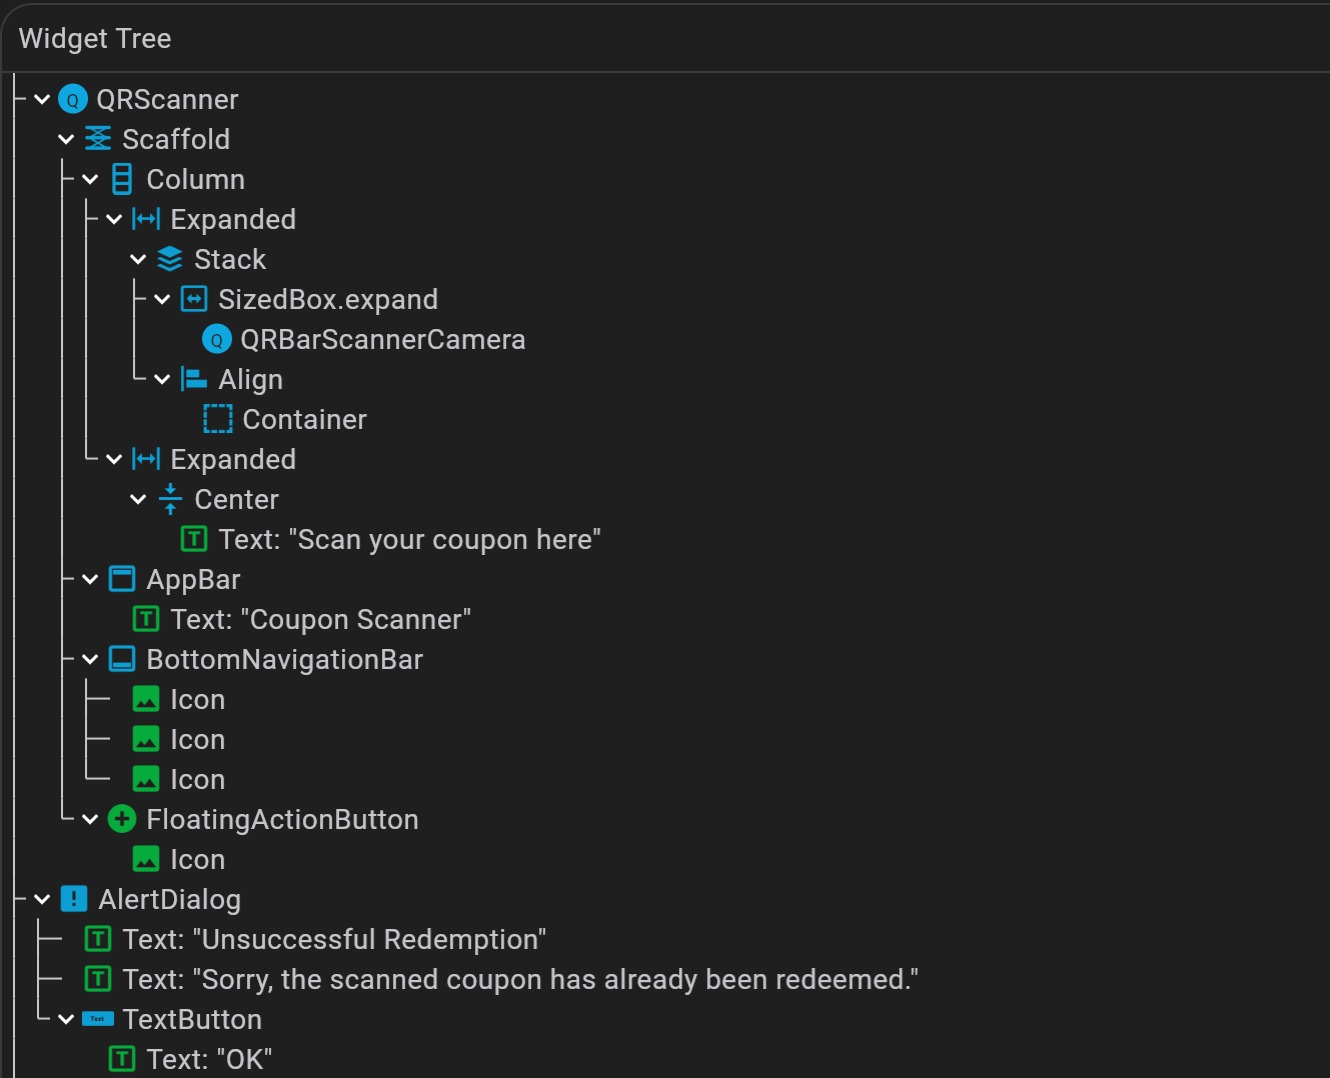 Widget Tree
Q QRScanner
Scaffold
Column
Expanded
Stack
SizedBox.expand
Q QRBarScannerCamera
Align
Container
Expanded
Center
T Text: "Scan your coupon here"
AppBar
T Text: "Coupon Scanner"
BottomNavigationBar
Icon
Icon
Icon
FloatingActionButton
Icon
! AlertDialog
T Text: "Unsuccessful Redemption"
T Text: "Sorry, the scanned coupon has already been redeemed."
Text TextButton
T Text: "OK"